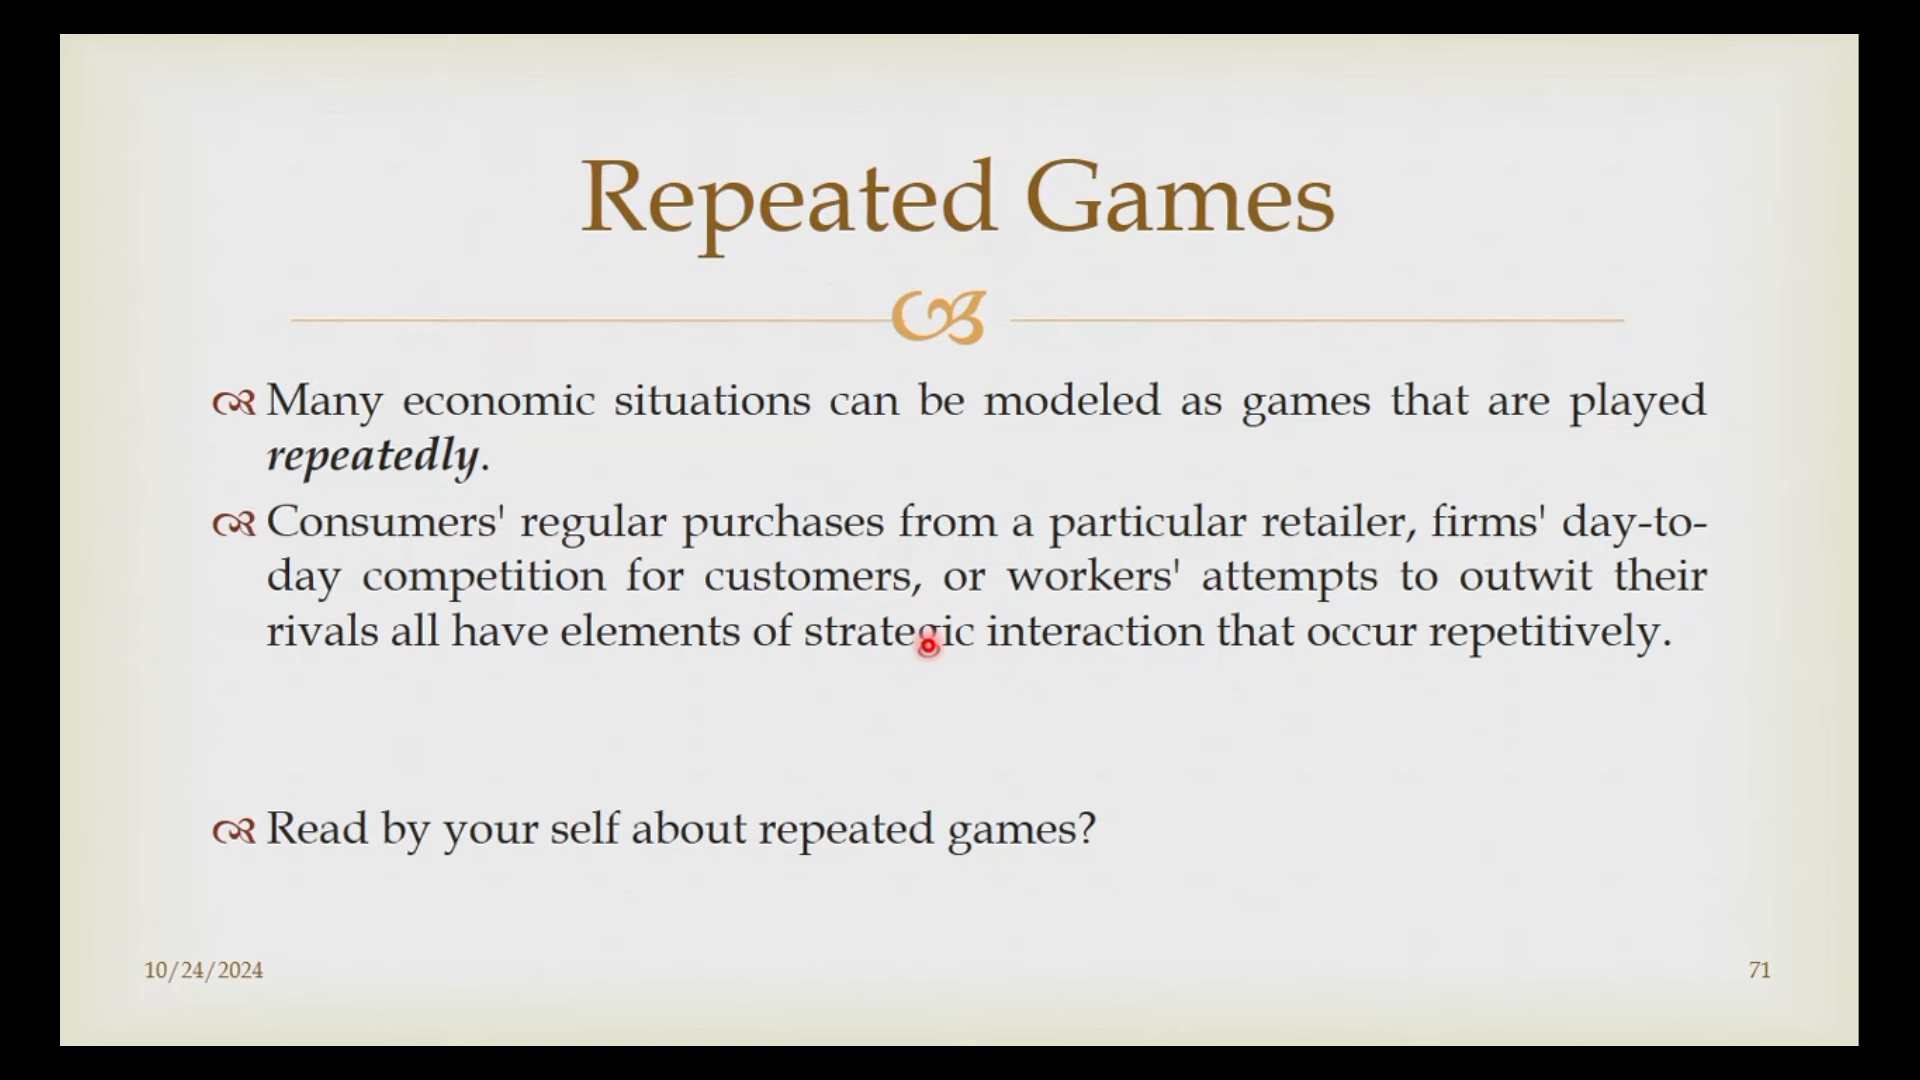 Repeated Games
Many economic situations can be modeled as games that are played
repeatedly.
Consumers' regular purchases from a particular retailer, firms' day-to-
day competition for customers, or workers' attempts to outwit their
rivals all have elements of strategic interaction that occur repetitively.
Read by your self about repeated games?
10/24/2024
71